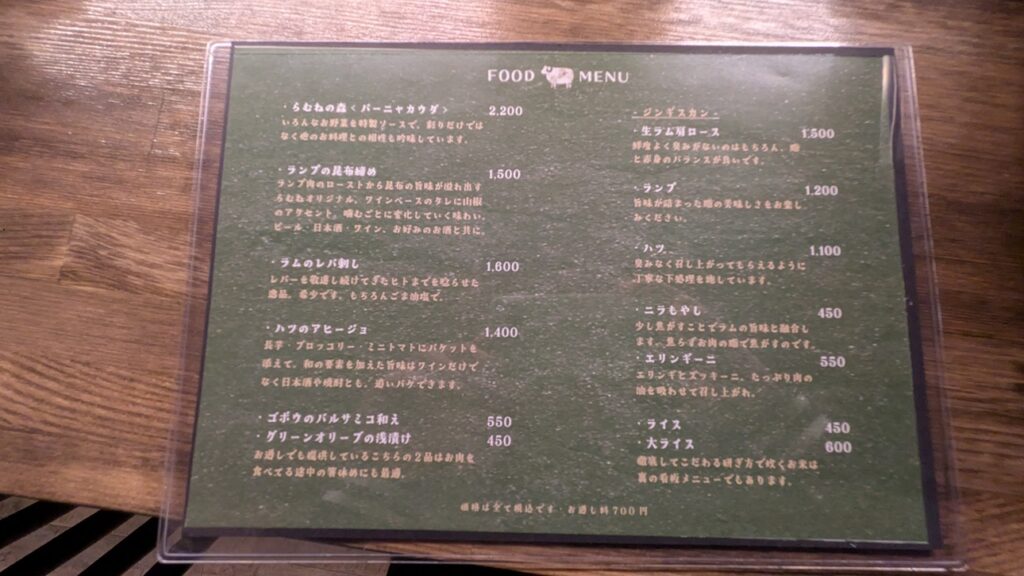 FOOD MENU
・らむねの森<バーニャカウダ> 2,200
いろんなお野菜を特製ソースで。彩りだけでは
なく他のお料理との相性も吟味しています。
・ランプの昆布締め 1,500
ランプ肉のローストから昆布の旨味が溢れ出す
らむねオリジナル。ワインベースのタレに山椒
のアクセント。噛むごとに変化していく味わい。
ビール・日本酒・ワイン、お好みのお酒と共に。
・ラムのレバ刺し 1,600
レバーを敬遠し続けてきたヒトまでを唸らせた
逸品。希少です。もちろんごま油塩で。
・ハツのアヒージョ 1,400
長芋・ブロッコリー・ミニトマトにバケットを
添えて。和の要素を加えた旨味はワインだけで
なく日本酒や焼酎とも。追いバケできます。
・ゴボウのバルサミコ和え 550
・グリーンオリーブの浅漬け 450
お通しでも提供しているこちらの2品はお肉を
食べてる途中の箸休めにも最適。
- ジンギスカン -
・生ラム肩ロース 1,500
鮮度よく臭みがないのはもちろん、脂
と赤身のバランスが良いです。
・ランプ 1,200
旨味が詰まった腿の美味しさをお楽し
みください。
・ハツ 1,100
臭みなく召し上がってもらえるように
丁寧な下処理を施しています。
・ニラもやし 450
少し焦がすことでラムの旨味と融合し
ます。焦らずお肉の脂で焦がすのです。
・エリンギーニ 550
エリンギとズッキーニ。たっぷり肉の
油を吸わせて召し上がれ。
・ライス 450
・大ライス 600
徹底してこだわる研ぎ方で炊くお米は
裏の看板メニューでもあります。
価格は全て税込です・お通し料700円